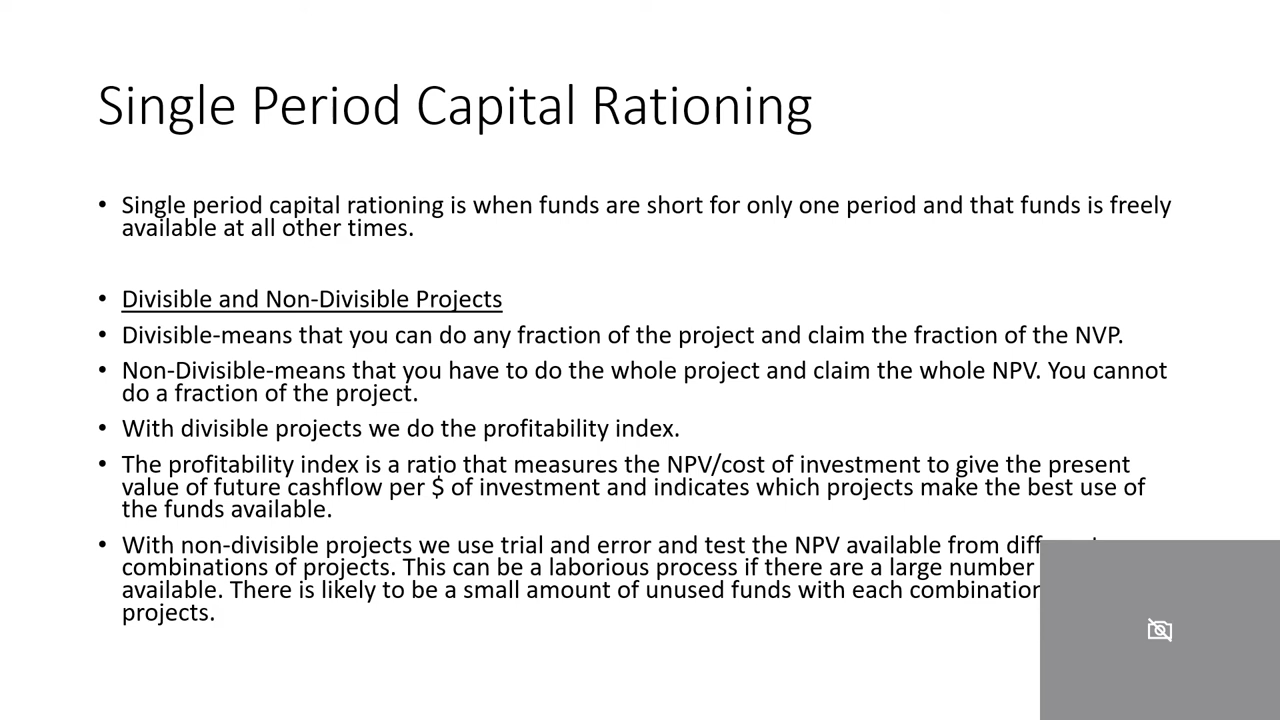 Single Period Capital Rationing
• Single period capital rationing is when funds are short for only one period and that funds is freely
available at all other times.
• Divisible and Non-Divisible Projects
• Divisible-means that you can do any fraction of the project and claim the fraction of the NVP.
• Non-Divisible-means that you have to do the whole project and claim the whole NPV. You cannot
do a fraction of the project.
• With divisible projects we do the profitability index.
• The profitability index is a ratio that measures the NPV/cost of investment to give the present
value of future cashflow per $ of investment and indicates which projects make the best use of
the funds available.
• With non-divisible projects we use trial and error and test the NPV available from
combinations of projects. This can be a laborious process if there are a large number
available. There is likely to be a small amount of unused funds with each combination
projects.